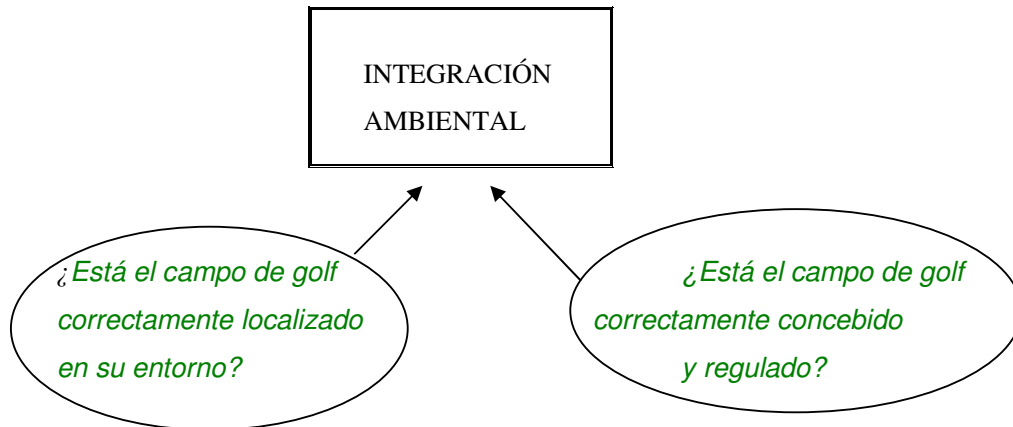 INTEGRACIÓN
AMBIENTAL
¿Está el campo de golf
correctamente localizado
en su entorno?
¿Está el campo de golf
correctamente concebido
y regulado?